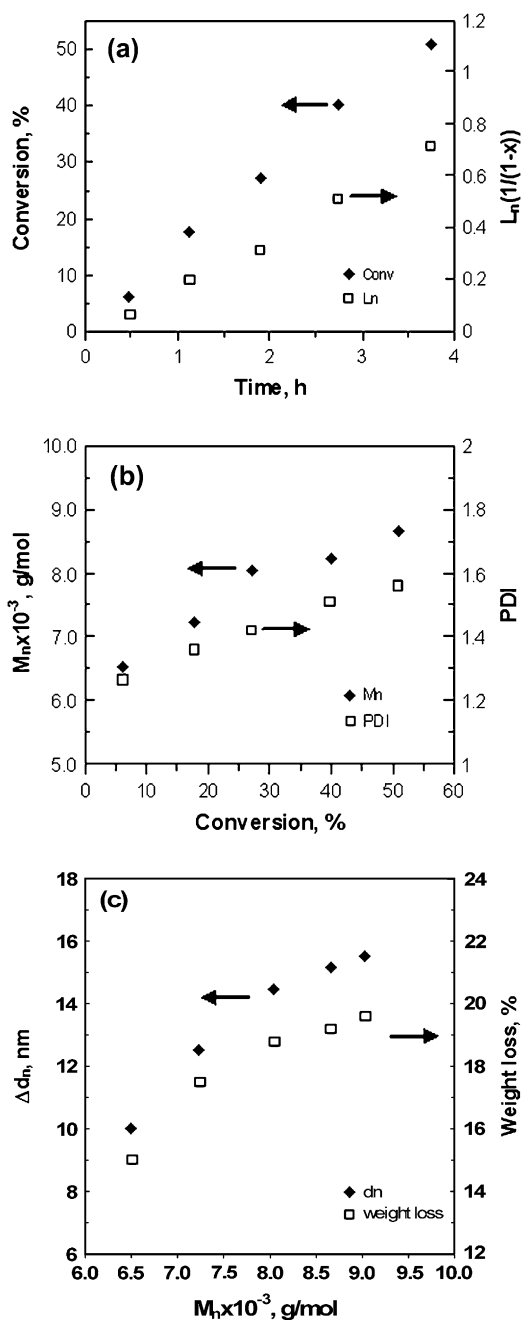 (a)
50
40
30
20
10
0
Conversion, %
1.2
1
0.8
0.6
0.4
0.2
0
Ln(1/(1-x)
Conv
Ln
0 1 2 3 4
Time, h
(b)
10.0
9.0
8.0
7.0
6.0
5.0
Mnx10-3, g/mol
2
1.8
1.6
1.4
1.2
1
PDI
Mn
PDI
0 10 20 30 40 50 60
Conversion, %
(c)
18
16
14
12
10
8
6
Δdn, nm
24
22
20
18
16
14
12
Weight loss, %
dn
weight loss
6.0 6.5 7.0 7.5 8.0 8.5 9.0 9.5 10.0
Mnx10-3, g/mol